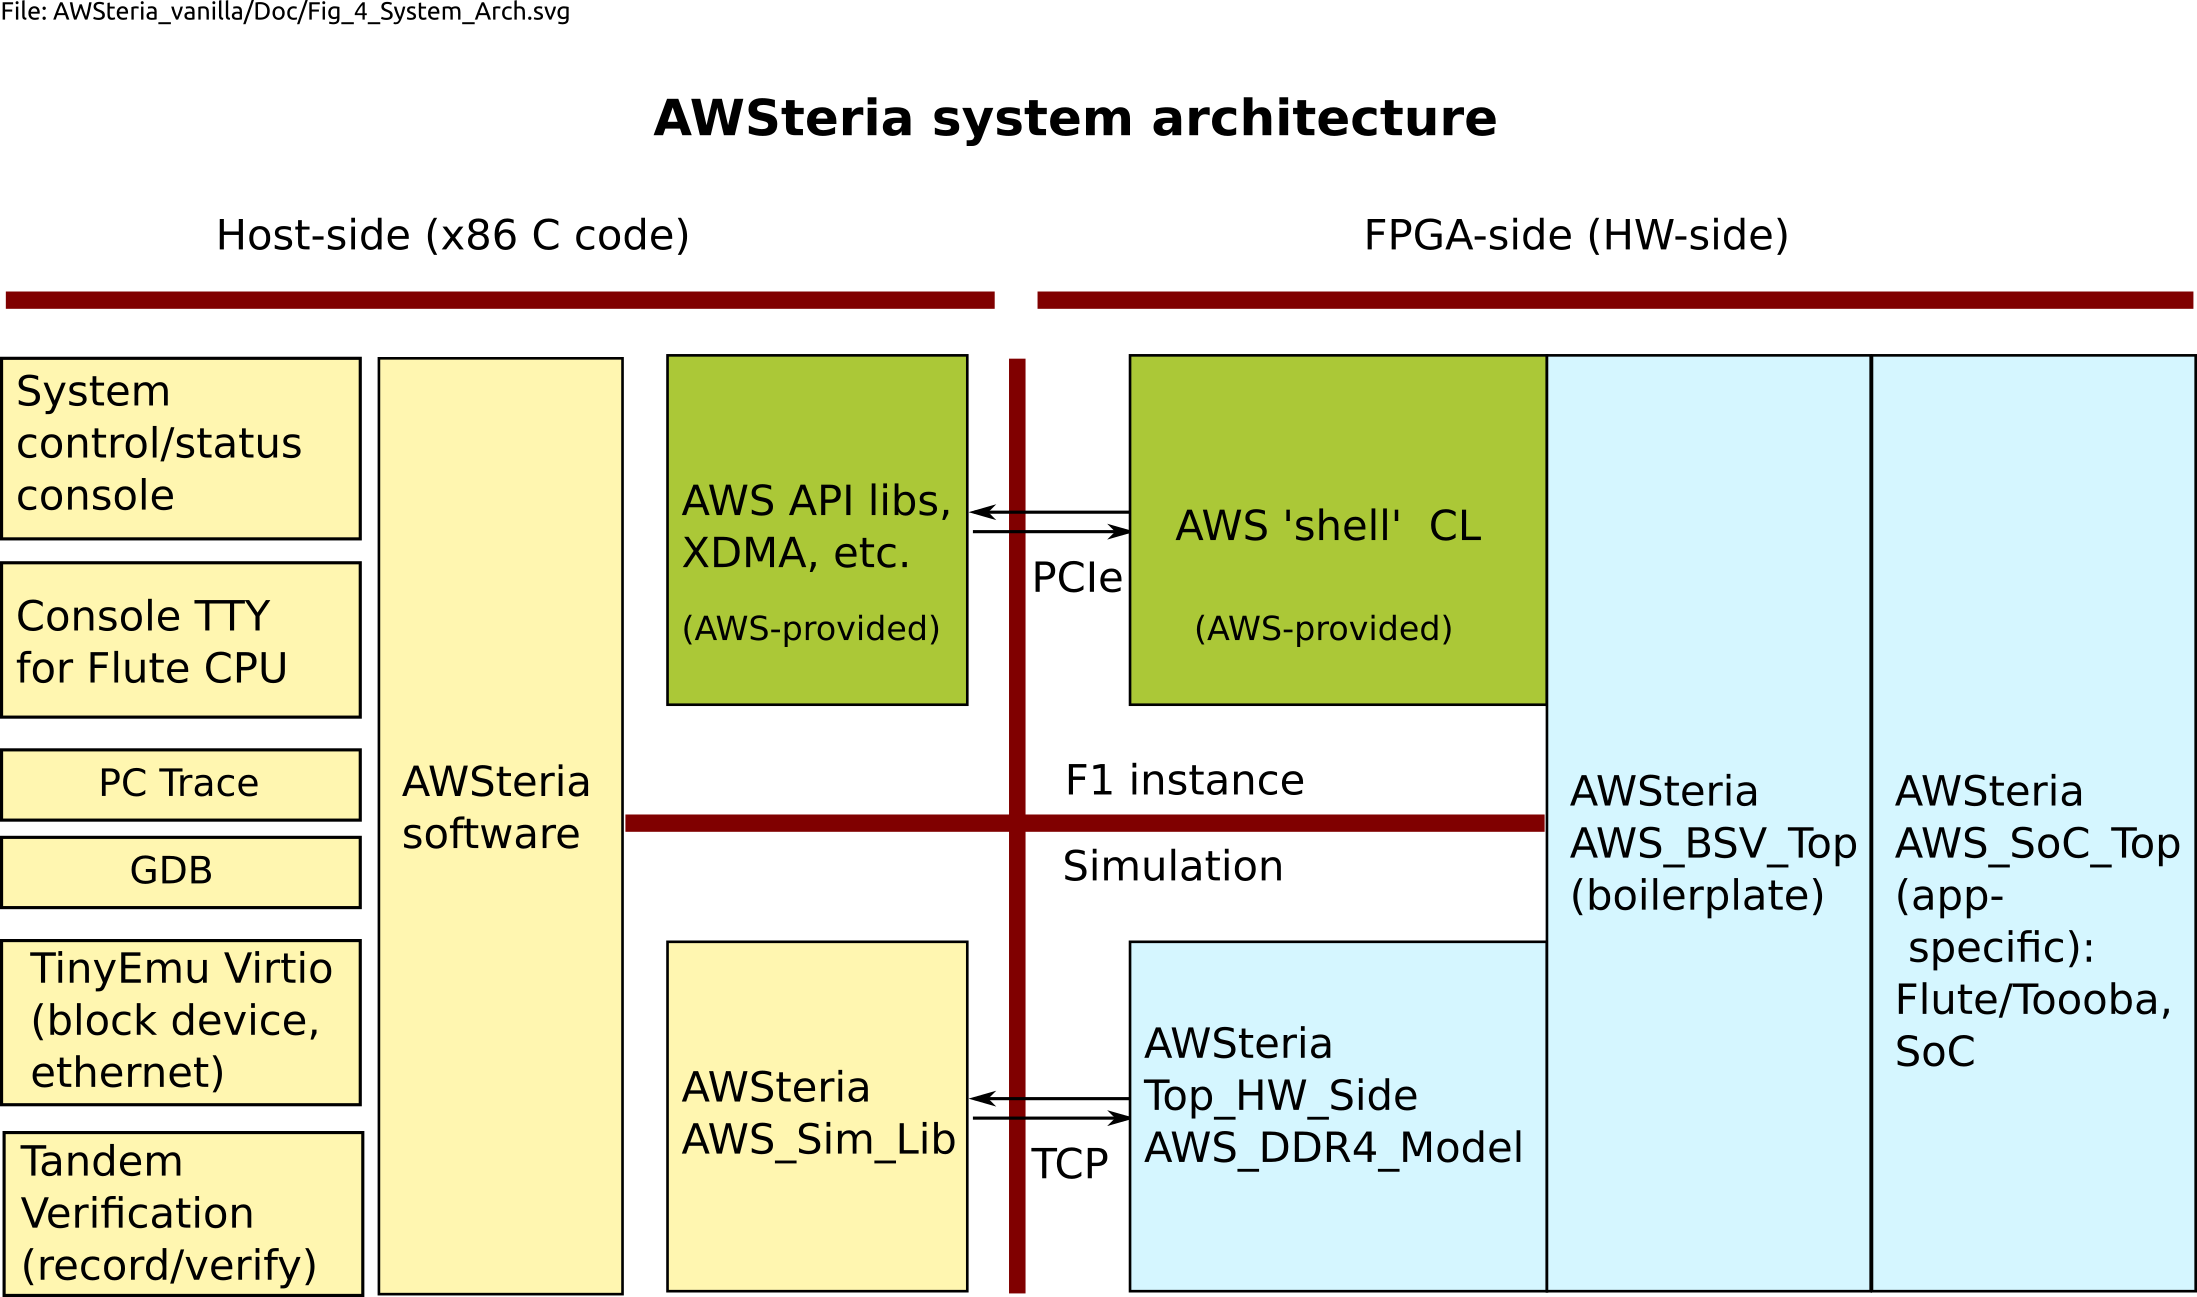 File: AWSteria_vanilla/Doc/Fig_4_System_Arch.svg
AWSteria system architecture
Host-side (x86 C code)
FPGA-side (HW-side)
System
control/status
console
Console TTY
for Flute CPU
PC Trace
GDB
TinyEmu Virtio
(block device,
ethernet)
Tandem
Verification
(record/verify)
AWSteria
software
AWS API libs,
XDMA, etc.
(AWS-provided)
PCIe
AWS 'shell'  CL
(AWS-provided)
F1 instance
Simulation
AWSteria
AWS_Sim_Lib
TCP
AWSteria
Top_HW_Side
AWS_DDR4_Model
AWSteria
AWS_BSV_Top
(boilerplate)
AWSteria
AWS_SoC_Top
(app-
specific):
Flute/Toooba,
SoC